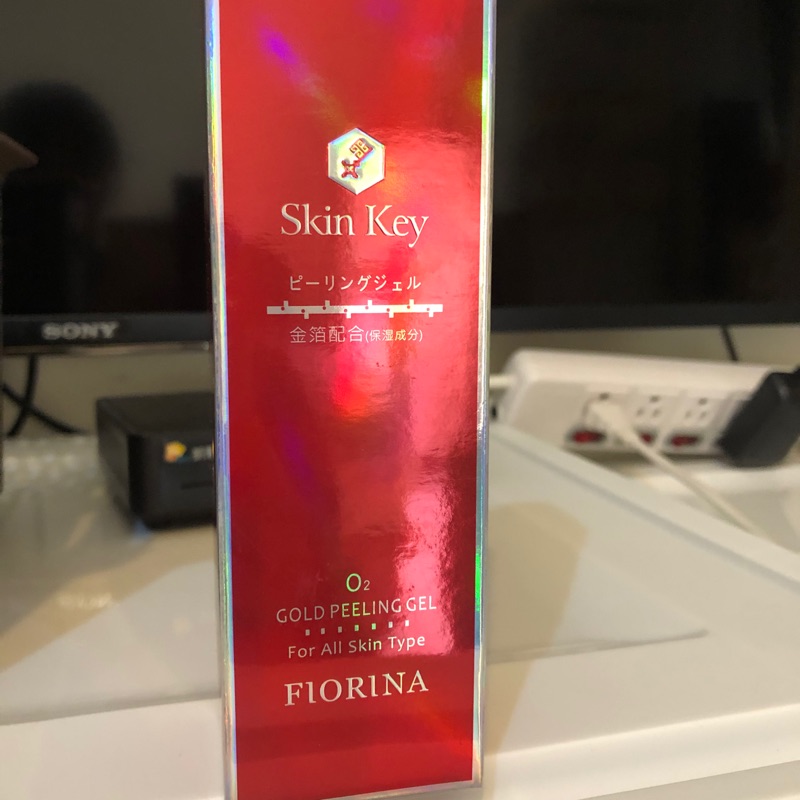 Skin Key
ピーリングジェル
金箔配合(保湿成分)
SONY
O2
GOLD PEELING GEL
For All Skin Type
FIORINA